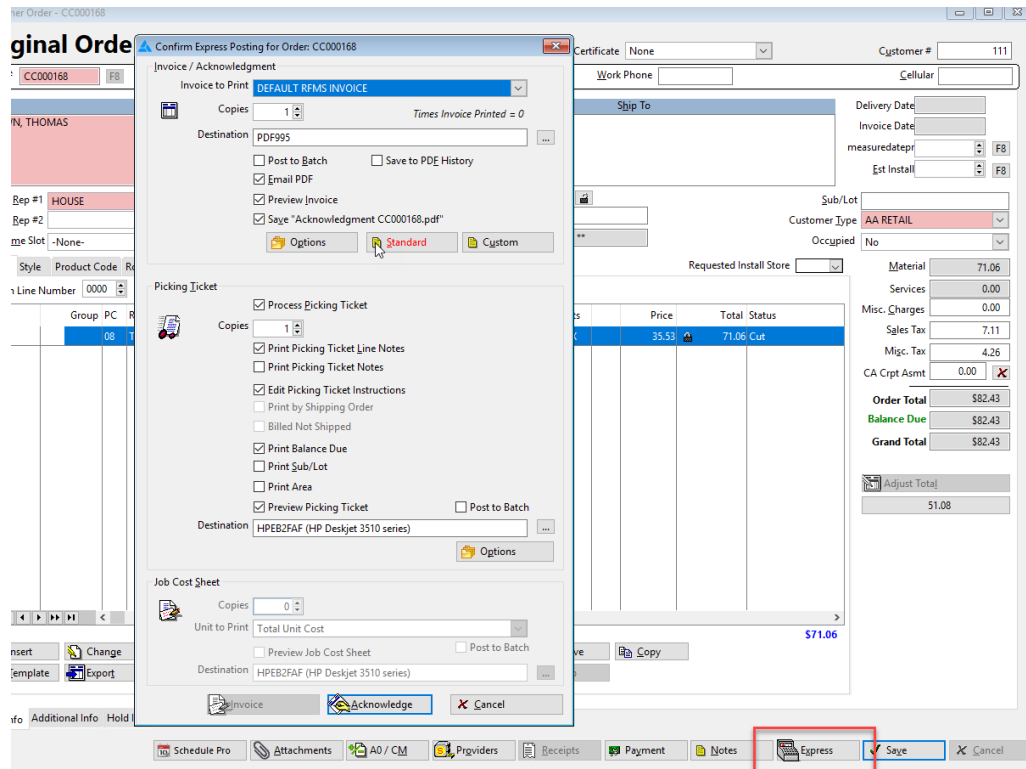 ner Order - CC000168
ginal Orde
Confirm Express Posting for Order: CC000168
Certificate None
Customer # 111
CC000168 F8
Work Phone
Cellular
Invoice / Acknowledgment
Invoice to Print DEFAULT RFMS INVOICE
Copies 1
Times Invoice Printed = 0
Destination PDF995 ...
Post to Batch
Save to PDF History
Email PDF
Preview Invoice
Save "Acknowledgment CC000168.pdf"
Options
Standard
Custom
Picking Ticket
Process Picking Ticket
Copies 1
Print Picking Ticket Line Notes
Print Picking Ticket Notes
Edit Picking Ticket Instructions
Print by Shipping Order
Billed Not Shipped
Print Balance Due
Print Sub/Lot
Print Area
Preview Picking Ticket
Post to Batch
Destination HPEB2FAF (HP Deskjet 3510 series) ...
Options
Job Cost Sheet
Copies 0
Unit to Print Total Unit Cost
Preview Job Cost Sheet
Post to Batch
Destination HPEB2FAF (HP Deskjet 3510 series) ...
Invoice
Acknowledge
Cancel
N, THOMAS
Rep #1 HOUSE
Rep #2
me Slot -None-
Style Product Code Ro
n Line Number 0000
Group PC R
08 T
nsert
Change
emplate
Export
nfo Additional Info Hold I
Ship To
Delivery Date
Invoice Date
measuredatepr F8
Est Install F8
Sub/Lot
Customer Type AA RETAIL
**
Occupied No
Requested Install Store
ts Price Total Status
X 35.53 71.06 Cut
Material 71.06
Services 0.00
Misc. Charges 0.00
Sales Tax 7.11
Misc. Tax 4.26
CA Crpt Asmt 0.00
Order Total $82.43
Balance Due $82.43
Grand Total $82.43
Adjust Total
51.08
$71.06
ve
Copy
Schedule Pro
Attachments
AO / CM
Providers
Receipts
Payment
Notes
Express
Save
Cancel